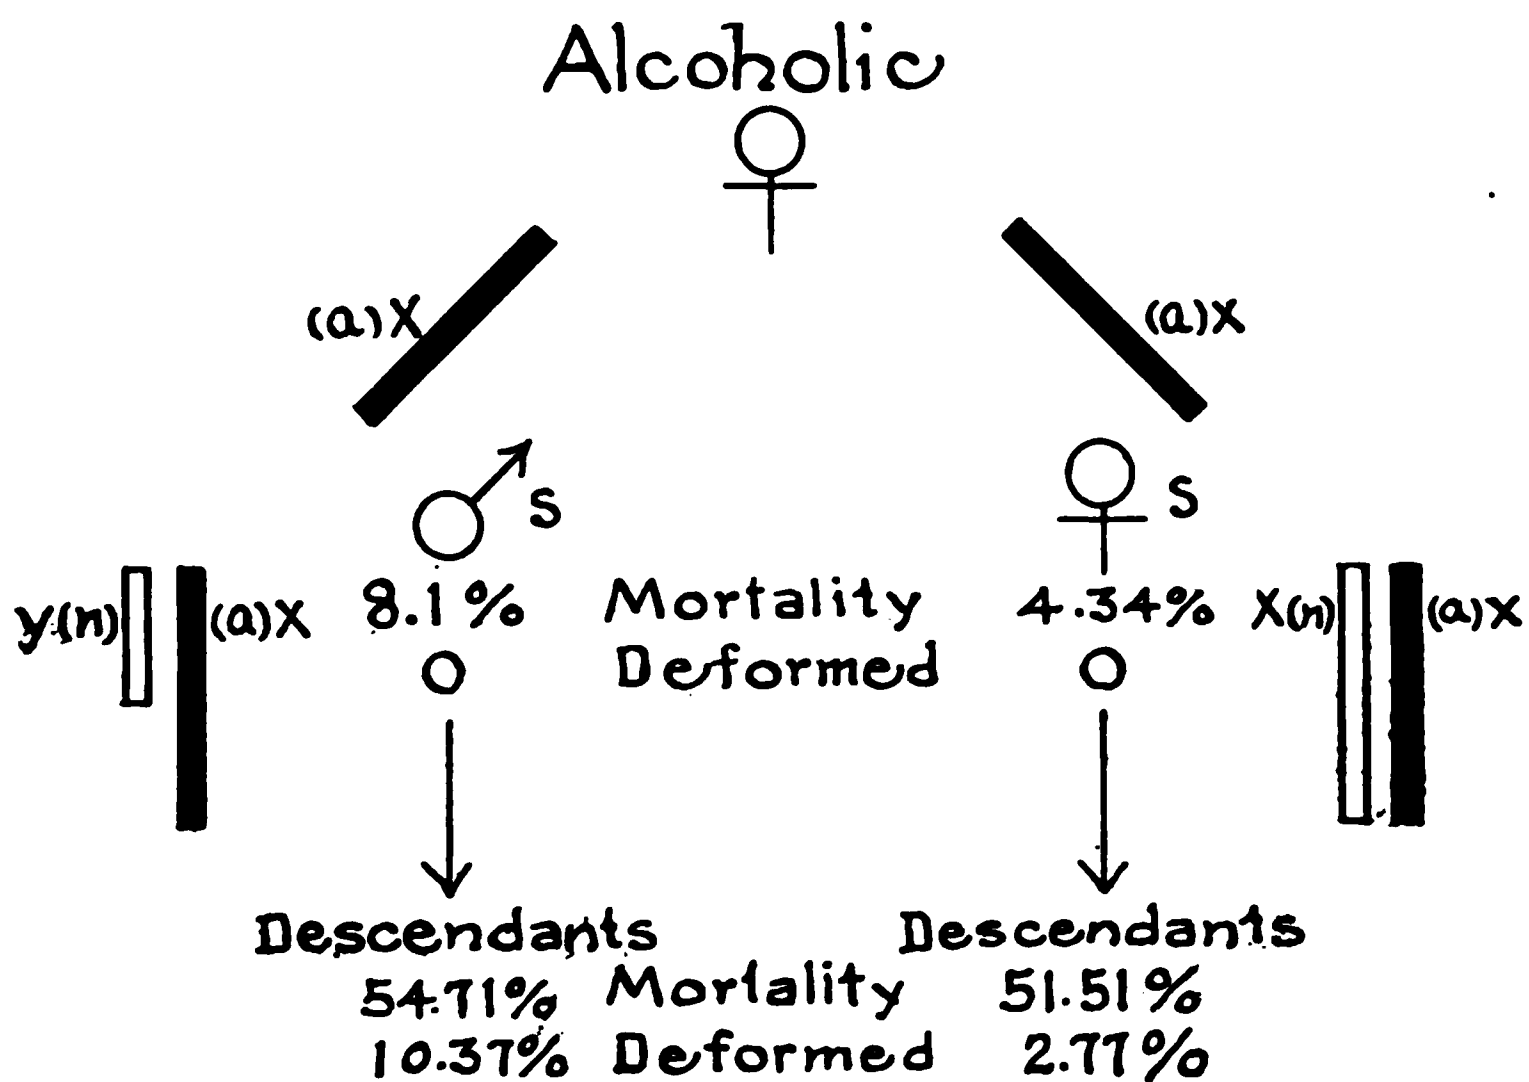 Alcoholic
(a)X (a)X
S S
y(n) (a)X 8.1% Mortality 4.34% X(n) (a)X
O Deformed O
Descendants Descendants
54.71% Mortality 51.51%
10.37% Deformed 2.77%